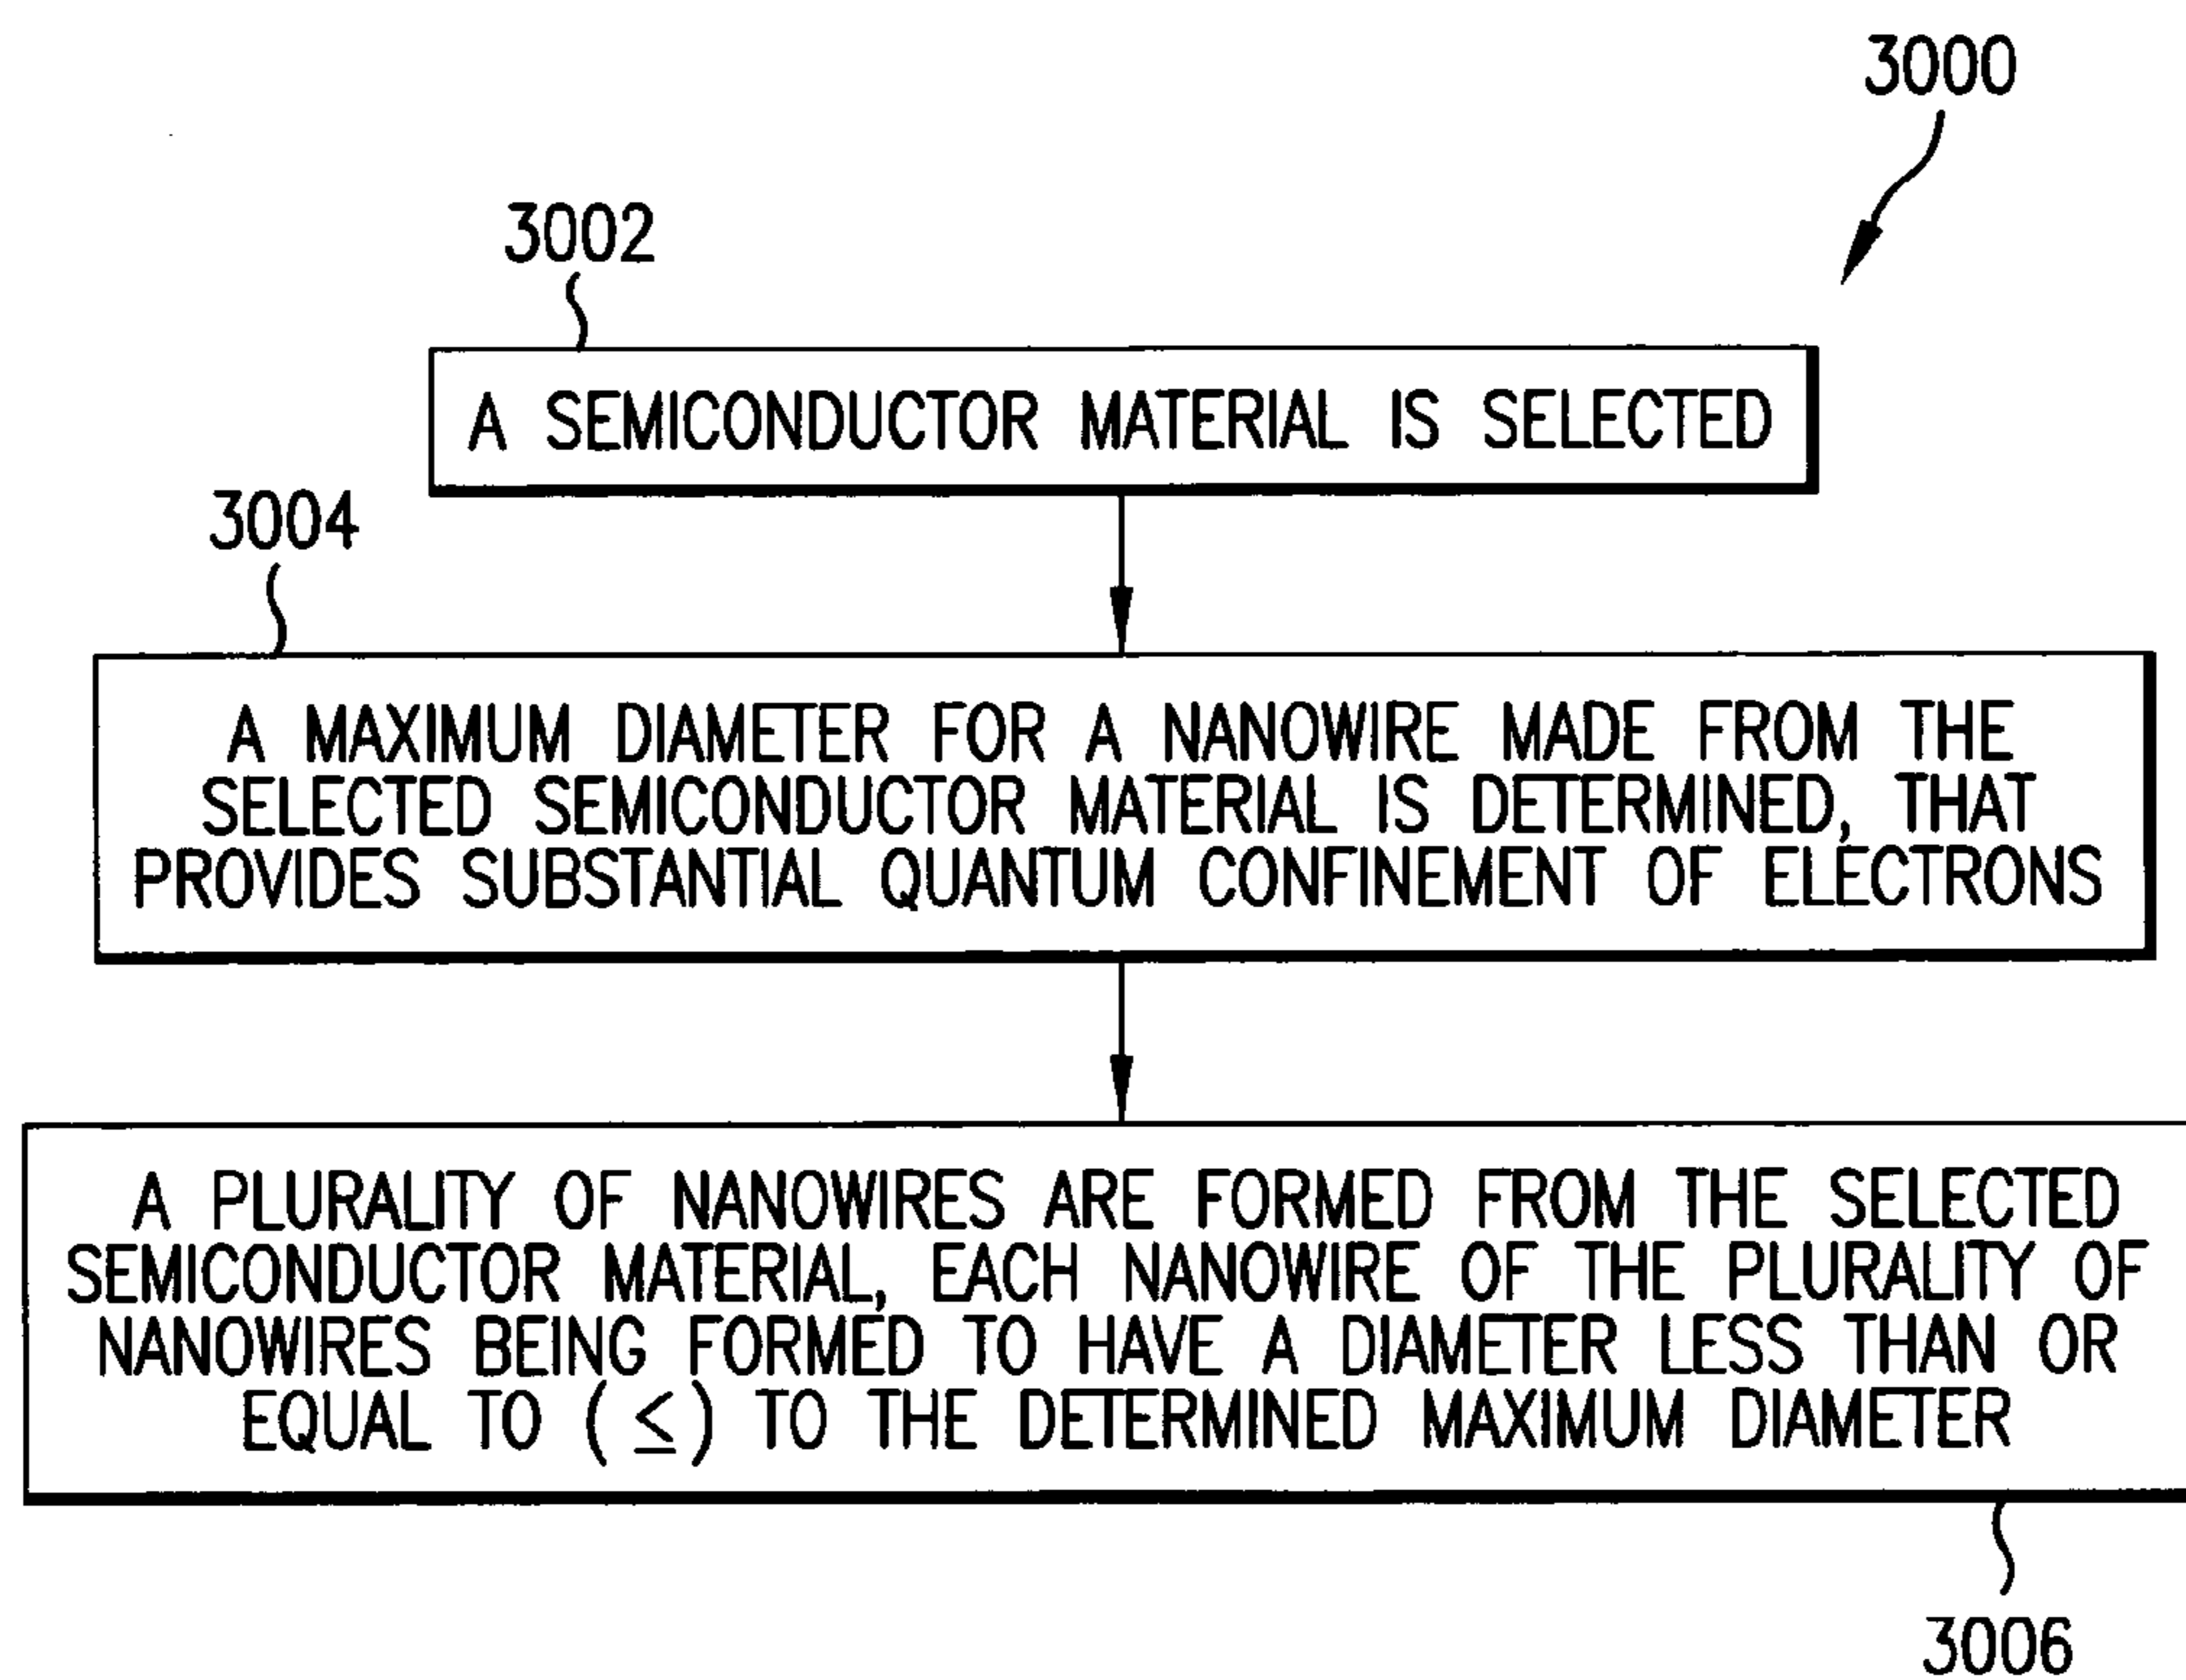 3000
3002
A SEMICONDUCTOR MATERIAL IS SELECTED
3004
A MAXIMUM DIAMETER FOR A NANOWIRE MADE FROM THE
SELECTED SEMICONDUCTOR MATERIAL IS DETERMINED, THAT
PROVIDES SUBSTANTIAL QUANTUM CONFINEMENT OF ELECTRONS
A PLURALITY OF NANOWIRES ARE FORMED FROM THE SELECTED
SEMICONDUCTOR MATERIAL, EACH NANOWIRE OF THE PLURALITY OF
NANOWIRES BEING FORMED TO HAVE A DIAMETER LESS THAN OR
EQUAL TO (≤) TO THE DETERMINED MAXIMUM DIAMETER
3006